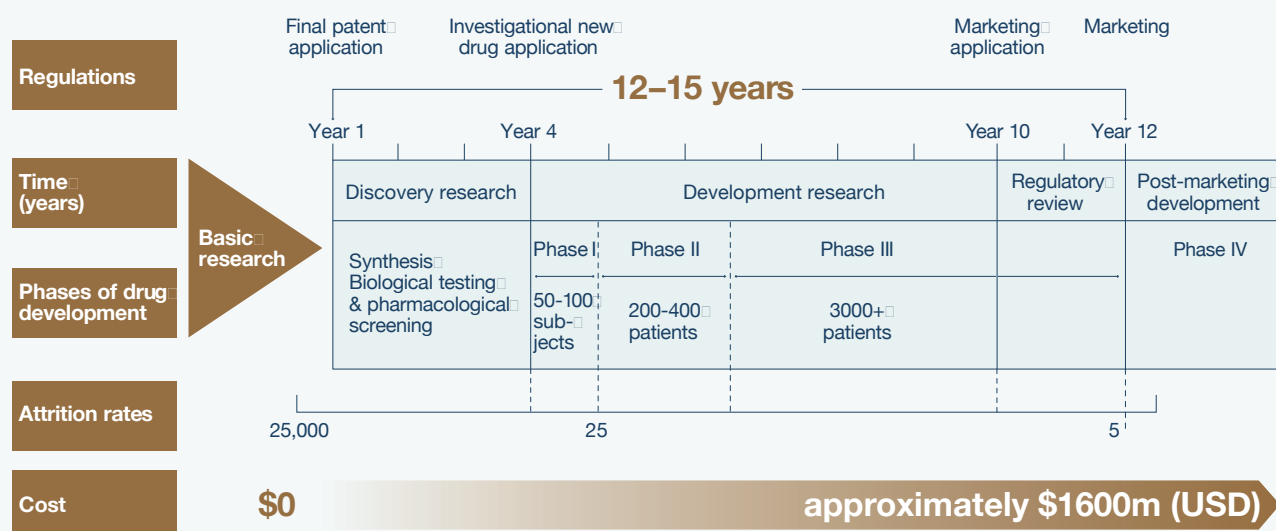 Final patent
application
Investigational new
drug application
Marketing
application
Marketing
Regulations
12–15 years
Year 1
Year 4
Year 10
Year 12
Time
(years)
Discovery research
Development research
Regulatory
review
Post-marketing
development
Basic
research
Phases of drug
development
Synthesis
Biological testing
& pharmacological
screening
Phase I
50-100
sub-
jects
Phase II
200-400
patients
Phase III
3000+
patients
Phase IV
Attrition rates
25,000
25
5
Cost
$0
approximately $1600m (USD)